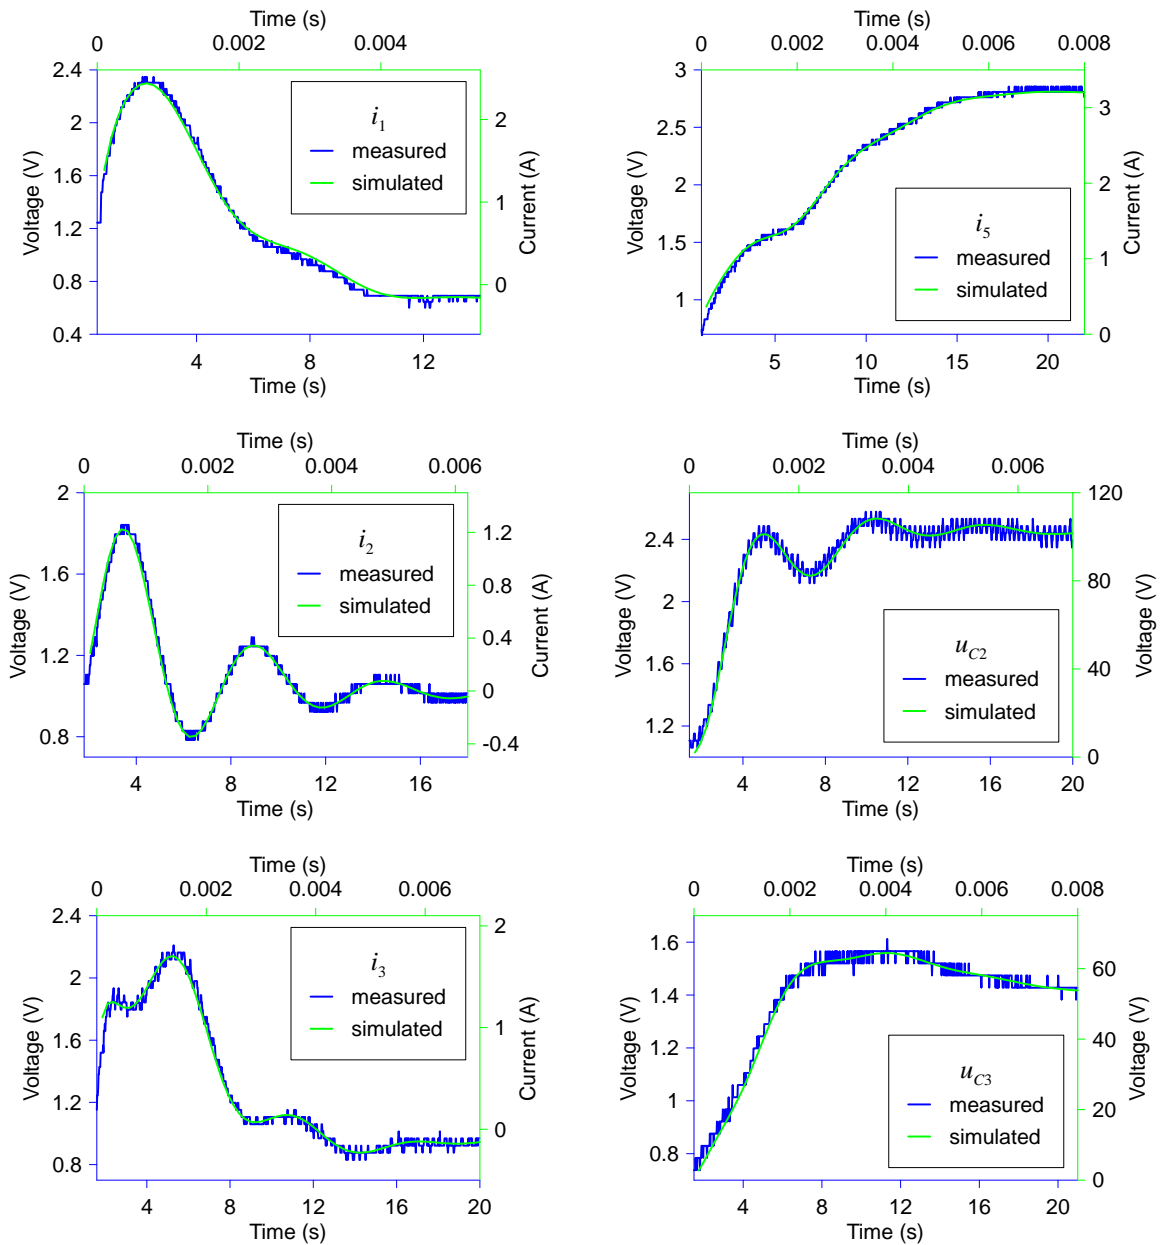 Time (s)
0 0.002 0.004
2.4
2
1.6
1.2
0.8
0.4
Voltage (V)
i1
measured
simulated
2
1
0
Current (A)
4 8 12
Time (s)
Time (s)
0 0.002 0.004 0.006 0.008
3
2.5
2
1.5
1
Voltage (V)
i5
measured
simulated
3
2
1
0
Current (A)
5 10 15 20
Time (s)
Time (s)
0 0.002 0.004 0.006
2
1.6
1.2
0.8
Voltage (V)
i2
measured
simulated
1.2
0.8
0.4
0
-0.4
Current (A)
4 8 12 16
Time (s)
Time (s)
0 0.002 0.004 0.006
2.4
2
1.6
1.2
Voltage (V)
uC2
measured
simulated
120
80
40
0
Voltage (V)
4 8 12 16 20
Time (s)
Time (s)
0 0.002 0.004 0.006
2.4
2
1.6
1.2
0.8
Voltage (V)
i3
measured
simulated
2
1
0
Current (A)
4 8 12 16 20
Time (s)
Time (s)
0 0.002 0.004 0.006 0.008
1.6
1.4
1.2
1
0.8
Voltage (V)
uC3
measured
simulated
60
40
20
0
Voltage (V)
4 8 12 16 20
Time (s)